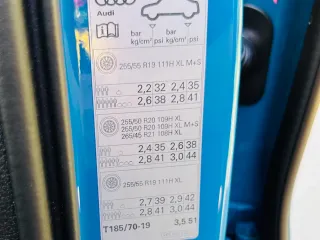 Audi
bar bar
kg/cm² psi kg/cm² psi
255/55 R19 111H XL M+S
2,2 32 2,4 35
2,6 38 2,8 41
255/50 R20 109H XL
255/50 R20 109H XL M+S
265/45 R21 108H XL
2,4 35 2,6 38
2,8 41 3,0 44
255/55 R19 111H XL
2,7 39 2,9 42
2,8 41 3,0 44
T185/70-19 3,5 51